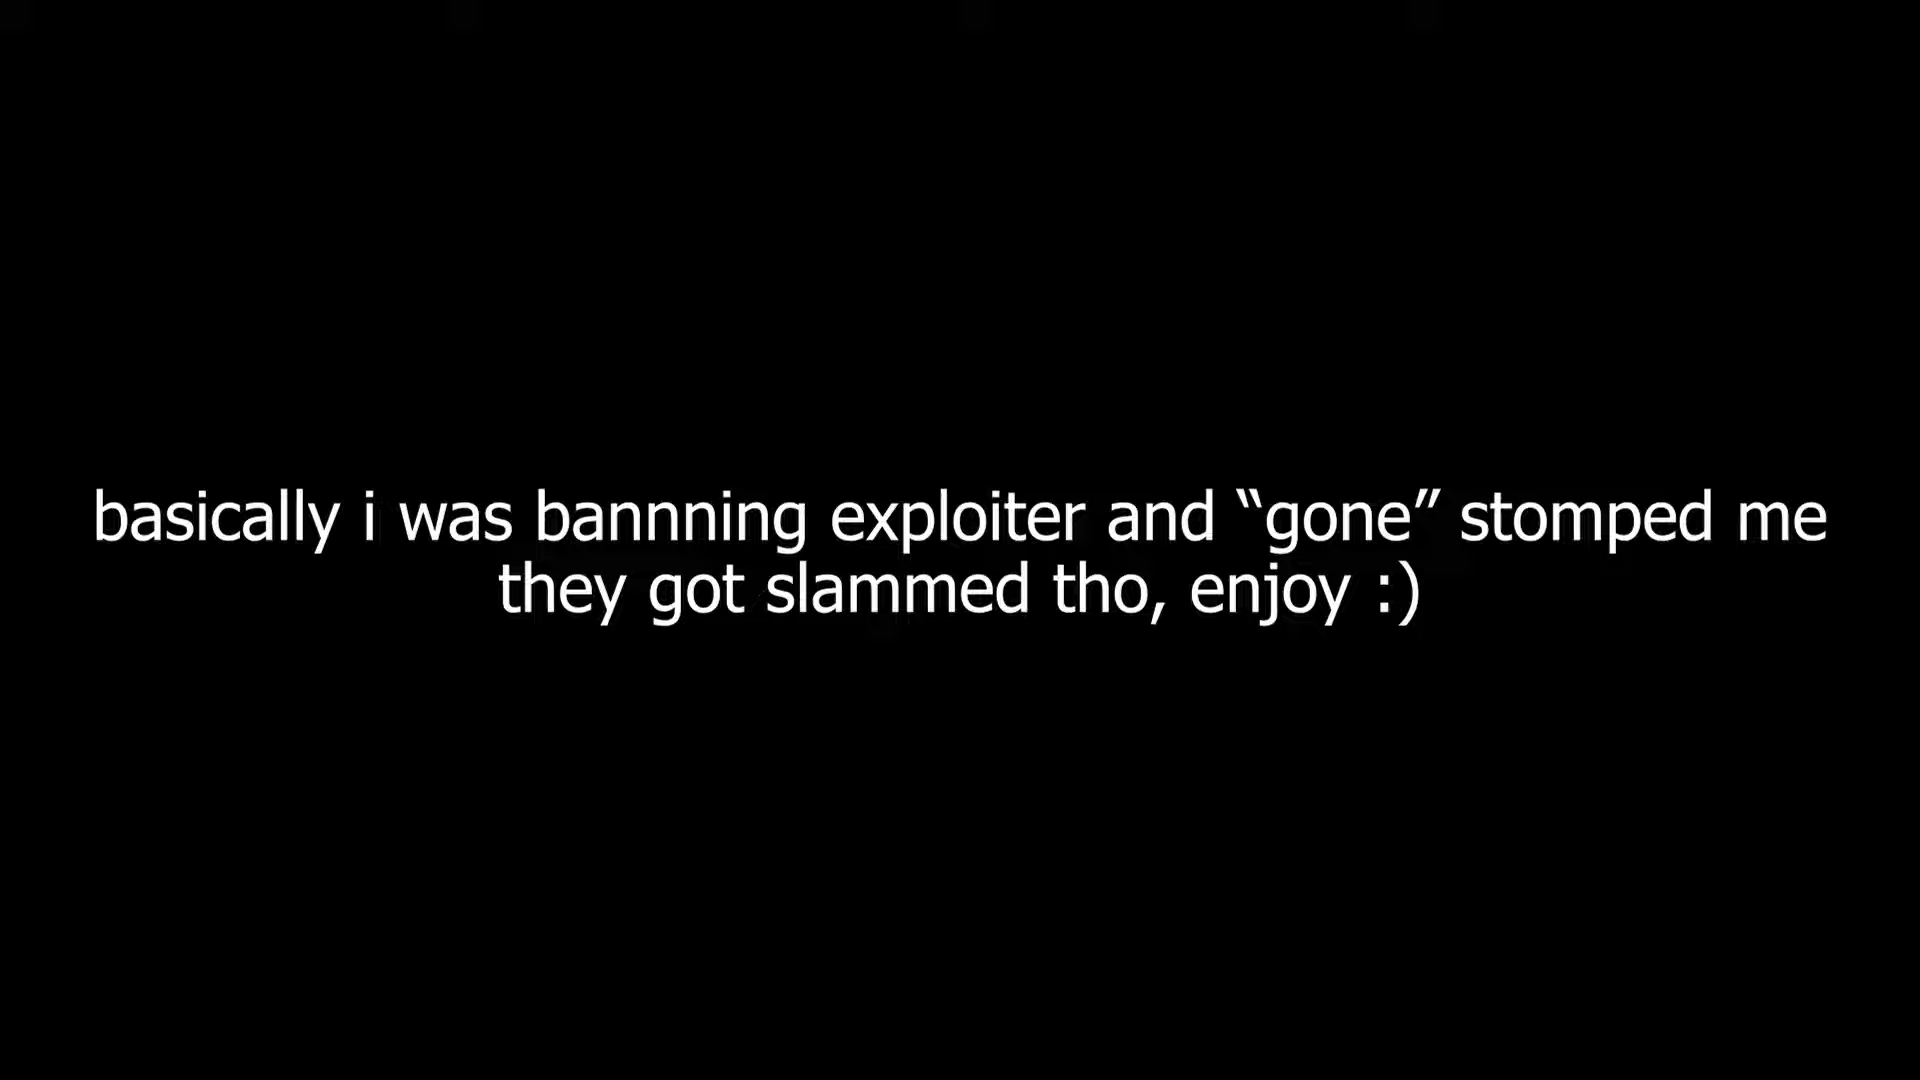 basically i was bannning exploiter and “gone” stomped me
they got slammed tho, enjoy :)